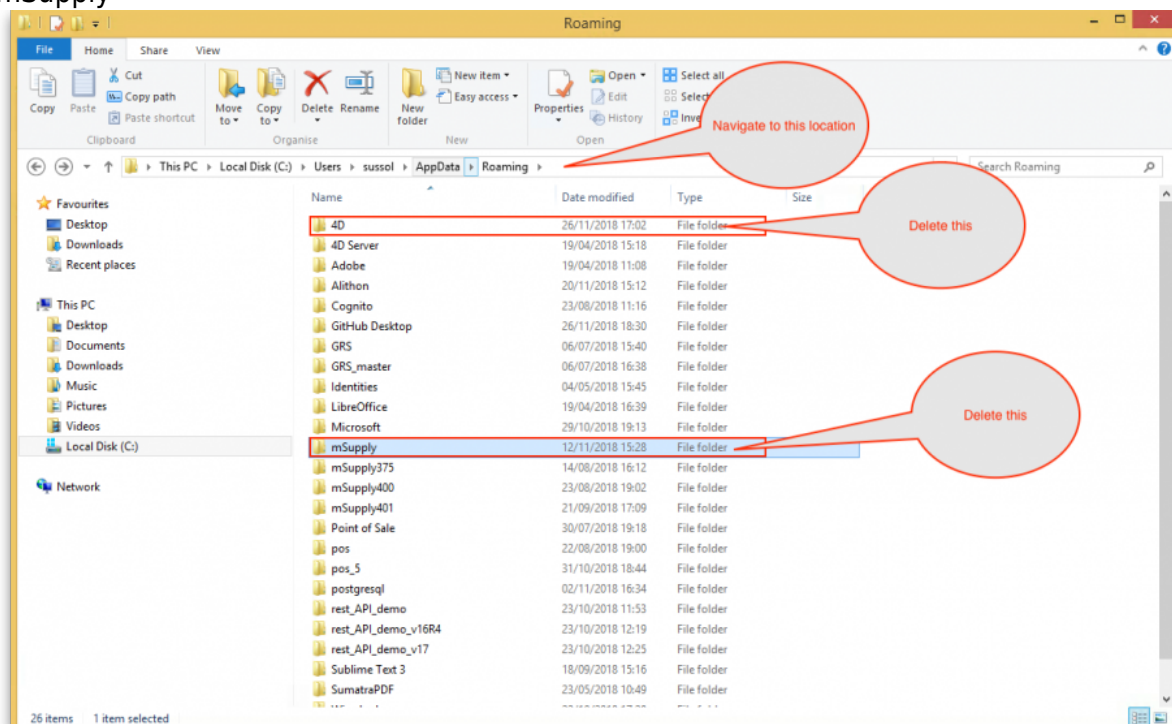 mSupply
Roaming
File Home Share View
Copy
Paste
Cut
Copy path
Paste shortcut
Clipboard
Move to
Copy to
Delete
Rename
Organise
New folder
New item
Easy access
New
Properties
Open
Edit
History
Open
Select all
Navigate to this location
This PC Local Disk (C:) Users sussol AppData Roaming
Search Roaming
Favourites
Desktop
Downloads
Recent places
This PC
Desktop
Documents
Downloads
Music
Pictures
Videos
Local Disk (C:)
Network
Name Date modified Type Size
4D 26/11/2018 17:02 File folder
Delete this
4D Server 19/04/2018 15:18 File folder
Adobe 19/04/2018 11:08 File folder
Alithon 20/11/2018 15:12 File folder
Cognito 23/08/2018 11:16 File folder
GitHub Desktop 26/11/2018 18:30 File folder
GRS 06/07/2018 15:40 File folder
GRS_master 06/07/2018 16:38 File folder
Identities 04/05/2018 15:45 File folder
LibreOffice 19/04/2018 16:39 File folder
Microsoft 29/10/2018 19:13 File folder
Delete this
mSupply 12/11/2018 15:28 File folder
mSupply375 14/08/2018 16:12 File folder
mSupply400 23/08/2018 19:02 File folder
mSupply401 21/09/2018 17:09 File folder
Point of Sale 30/07/2018 19:18 File folder
pos 22/08/2018 19:00 File folder
pos_5 31/10/2018 18:44 File folder
postgresql 02/11/2018 16:34 File folder
rest_API_demo 23/10/2018 11:53 File folder
rest_API_demo_v16R4 23/10/2018 12:19 File folder
rest_API_demo_v17 23/10/2018 12:25 File folder
Sublime Text 3 18/09/2018 15:16 File folder
SumatraPDF 23/05/2018 10:49 File folder
26 items 1 item selected